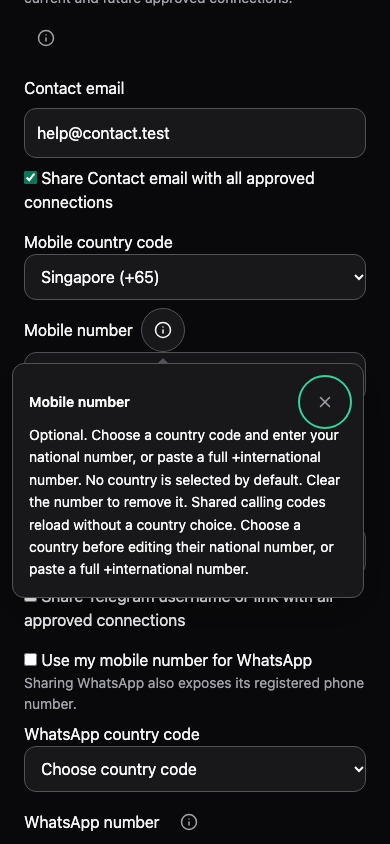 current and future approved connections.
Contact email
help@contact.test
Share Contact email with all approved
connections
Mobile country code
Singapore (+65)
Mobile number
Mobile number
Optional. Choose a country code and enter your
national number, or paste a full +international
number. No country is selected by default. Clear
the number to remove it. Shared calling codes
reload without a country choice. Choose a
country before editing their national number, or
paste a full +international number.
Share Telegram username or link with all
approved connections
Use my mobile number for WhatsApp
Sharing WhatsApp also exposes its registered phone
number.
WhatsApp country code
Choose country code
WhatsApp number